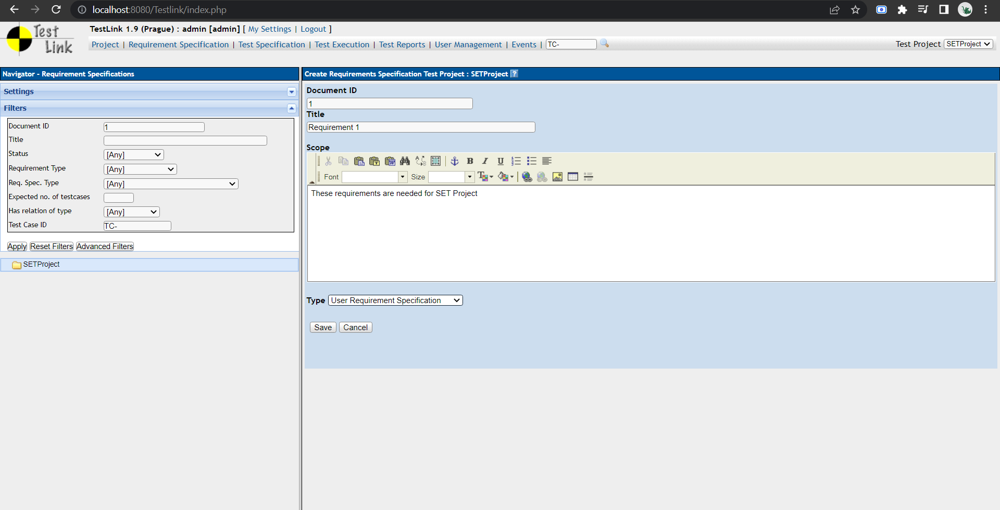 localhost:8080/Testlink/index.php
Test Link
TestLink 1.9 (Prague) : admin [admin] [ My Settings | Logout ]
Project | Requirement Specification | Test Specification | Test Execution | Test Reports | User Management | Events | TC-
Test Project SETProject
Navigator - Requirement Specifications
Settings
Filters
Document ID 1
Title
Status [Any]
Requirement Type [Any]
Req. Spec. Type [Any]
Expected no. of testcases
Has relation of type [Any]
Test Case ID TC-
Apply Reset Filters Advanced Filters
SETProject
Create Requirements Specification Test Project : SETProject ?
Document ID
1
Title
Requirement 1
Scope
B I U
Font Size
These requirements are needed for SET Project
Type User Requirement Specification
Save Cancel